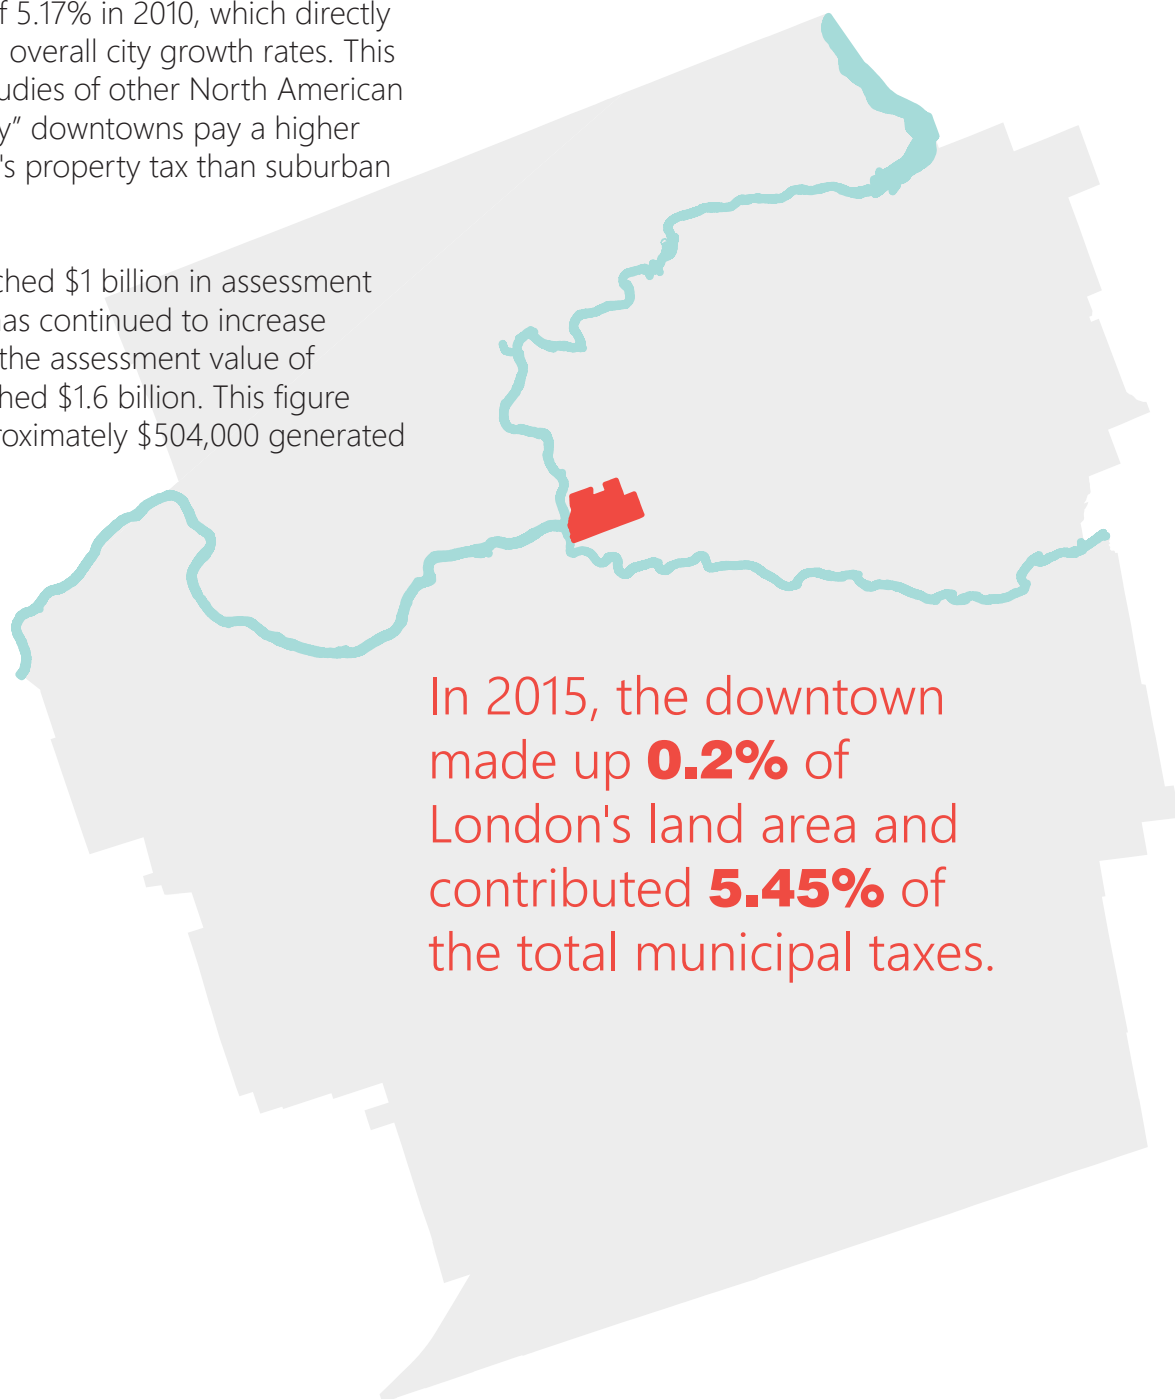 f 5.17% in 2010, which directly
overall city growth rates. This
udies of other North American
y” downtowns pay a higher
's property tax than suburban
ched $1 billion in assessment
has continued to increase
the assessment value of
ched $1.6 billion. This figure
roximately $504,000 generated
In 2015, the downtown
made up 0.2% of
London's land area and
contributed 5.45% of
the total municipal taxes.